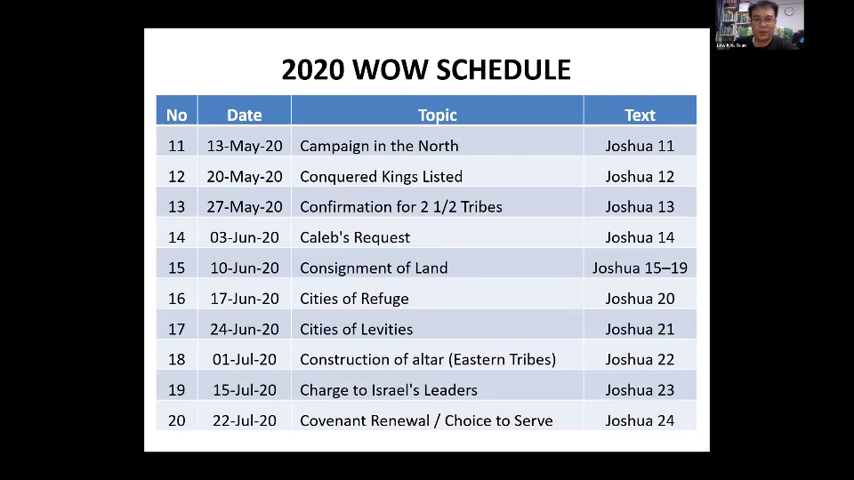 2020 WOW SCHEDULE
No Date Topic Text
11 13-May-20 Campaign in the North Joshua 11
12 20-May-20 Conquered Kings Listed Joshua 12
13 27-May-20 Confirmation for 2 1/2 Tribes Joshua 13
14 03-Jun-20 Caleb's Request Joshua 14
15 10-Jun-20 Consignment of Land Joshua 15–19
16 17-Jun-20 Cities of Refuge Joshua 20
17 24-Jun-20 Cities of Levities Joshua 21
18 01-Jul-20 Construction of altar (Eastern Tribes) Joshua 22
19 15-Jul-20 Charge to Israel's Leaders Joshua 23
20 22-Jul-20 Covenant Renewal / Choice to Serve Joshua 24